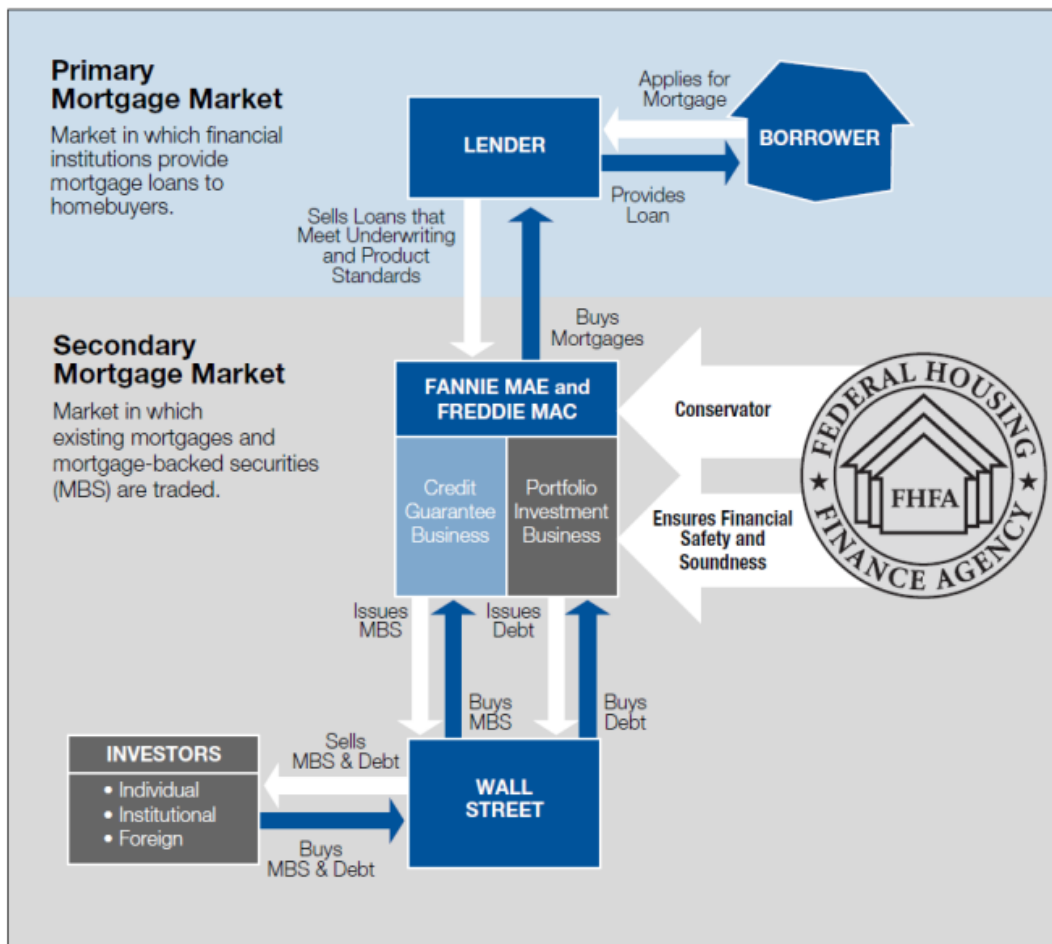 Primary
Mortgage Market
Market in which financial
institutions provide
mortgage loans to
homebuyers.
LENDER
Applies for
Mortgage
BORROWER
Provides
Loan
Sells Loans that
Meet Underwriting
and Product
Standards
Buys
Mortgages
Secondary
Mortgage Market
Market in which
existing mortgages and
mortgage-backed securities
(MBS) are traded.
FANNIE MAE and
FREDDIE MAC
Credit
Guarantee
Business
Portfolio
Investment
Business
Conservator
Ensures Financial
Safety and
Soundness
FEDERAL HOUSING
FINANCE AGENCY
FHFA
Issues
MBS
Buys
MBS
Issues
Debt
Buys
Debt
INVESTORS
• Individual
• Institutional
• Foreign
Sells
MBS & Debt
Buys
MBS & Debt
WALL
STREET